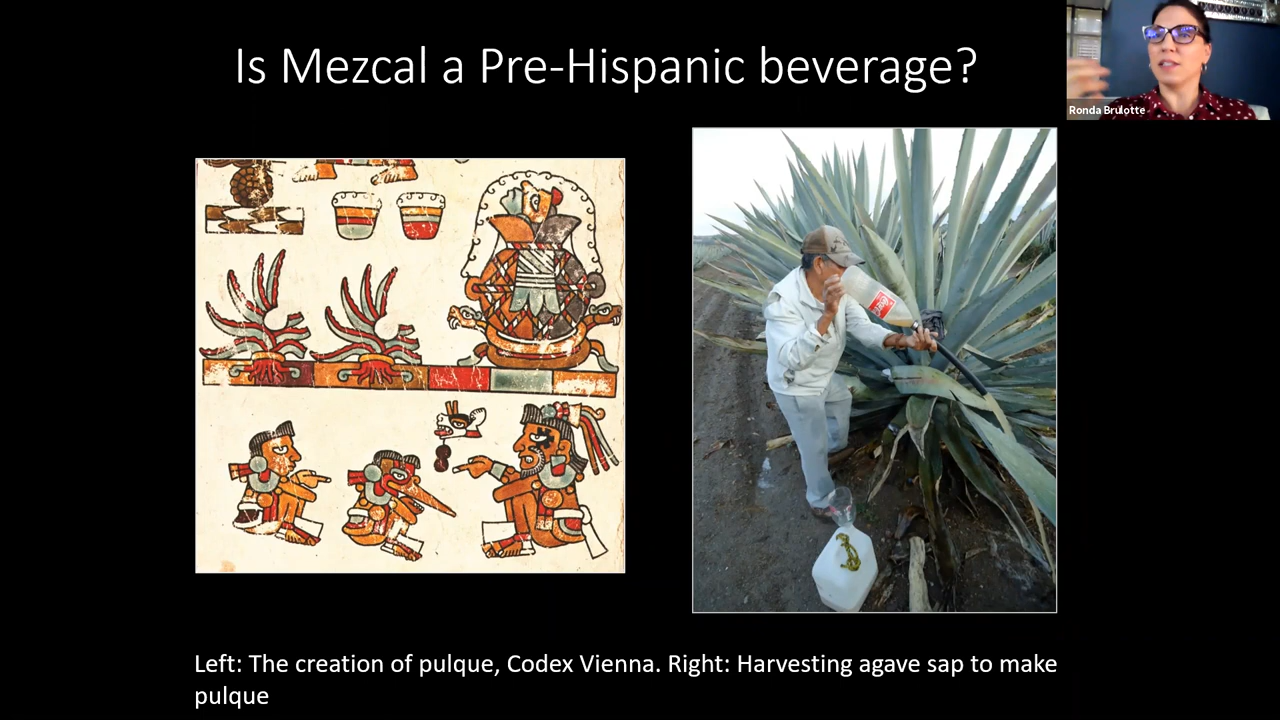 Is Mezcal a Pre-Hispanic beverage?
Ronda Brulotte
Left: The creation of pulque, Codex Vienna. Right: Harvesting agave sap to make
pulque